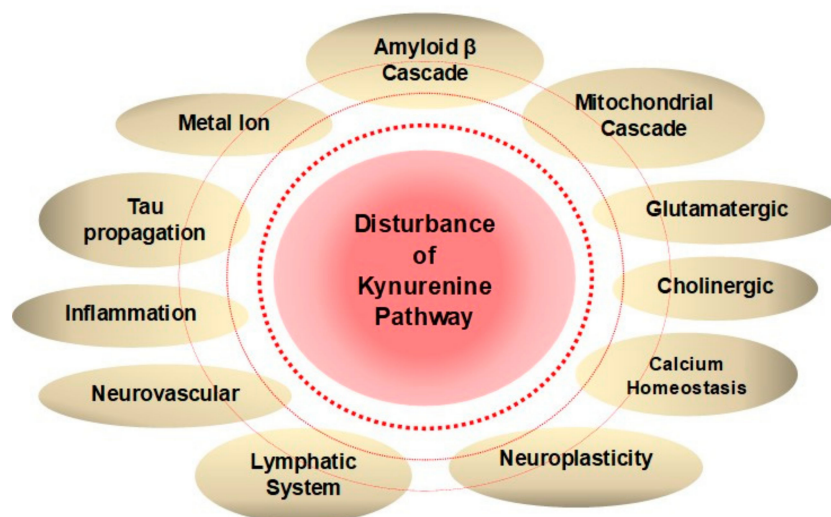 Amyloid β
Cascade
Mitochondrial
Cascade
Metal Ion
Glutamatergic
Tau
propagation
Disturbance
of
Kynurenine
Pathway
Cholinergic
Inflammation
Calcium
Homeostasis
Neurovascular
Neuroplasticity
Lymphatic
System